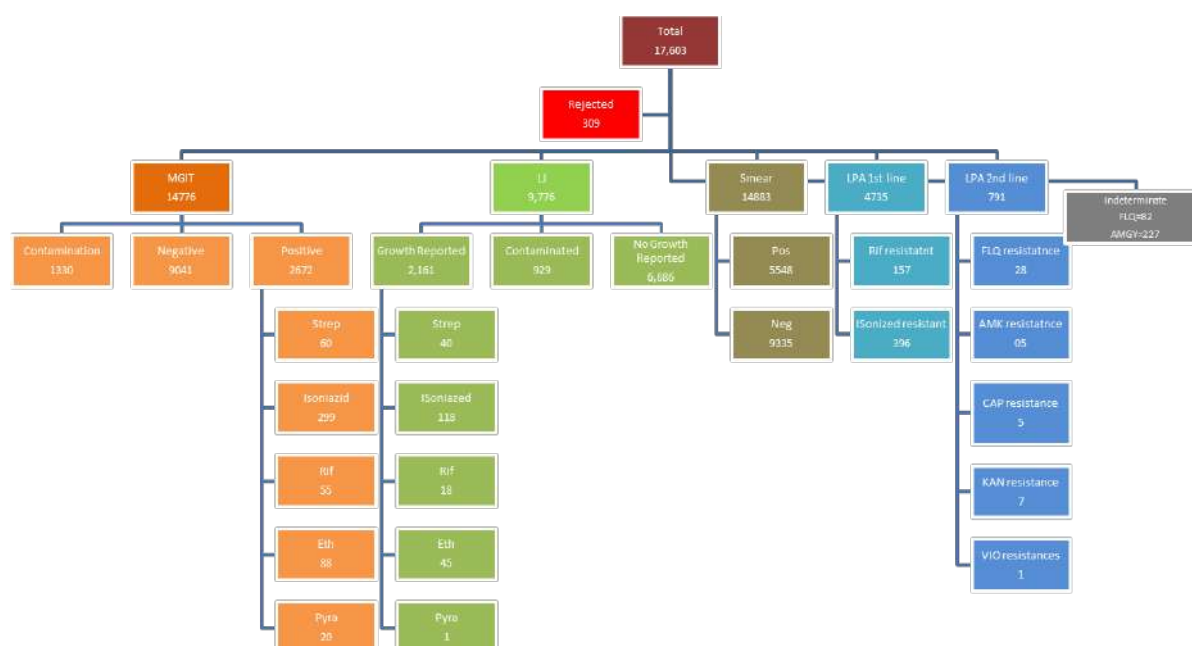 Total
17,603
Rejected
309
MGIT
14776
LJ
9,776
Smear
14883
LPA 1st line
4735
LPA 2nd line
791
Indeterminate
FLQ=82
AMGY=227
Contamination
1330
Negative
9041
Positive
2672
Growth Reported
2,161
Contaminated
929
No Growth
Reported
6,686
Pos
5548
Rif resistatnt
157
FLQ resistatnce
28
Strep
60
Strep
40
Neg
9335
ISonized resistant
396
AMK resistatnce
05
Isoniazid
299
ISoniazed
118
CAP resistance
5
Rif
55
Rif
18
KAN resistance
7
Eth
88
Eth
45
VIO resistances
1
Pyra
20
Pyra
1